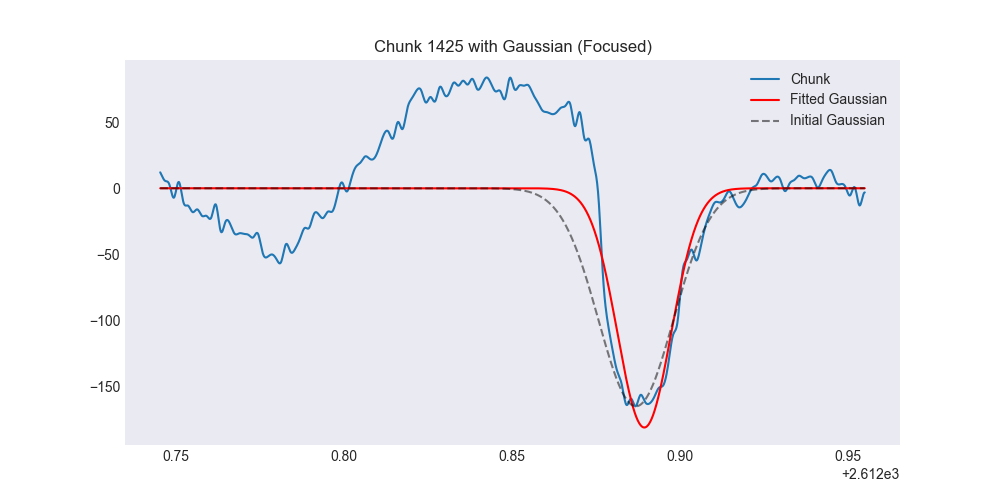 Chunk 1425 with Gaussian (Focused)
Chunk
Fitted Gaussian
Initial Gaussian
50
0
−50
−100
−150
0.75 0.80 0.85 0.90 0.95
+2.612e3